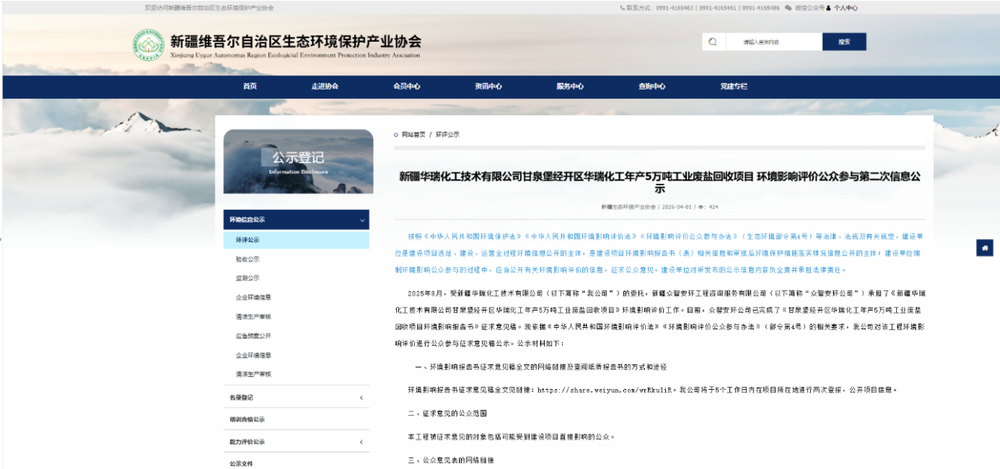 欢迎访问新疆维吾尔自治区生态环境保护产业协会
联系方式：0991-4165463 | 0991-4165461 | 0991-4165486 微信公众号 个人中心
新疆维吾尔自治区生态环境保护产业协会
Xinjiang Uygur Autonomus Region Ecologicial Environment Protection Industry Assciation
请输入查询内容
搜索
首页 走进协会 会员中心 资讯中心 服务中心 查询中心 党建专栏
公示登记
Information Disclosure
环境信息公示
环评公示
验收公示
监测公示
企业环境信息
清洁生产审核
应急预案公开
企业环境信息
清洁生产审核
名录登记
培训合格公示
能力评价公示
公示文件
网站首页 / 环评公示
新疆华瑞化工技术有限公司甘泉堡经开区华瑞化工年产5万吨工业废盐回收项目 环境影响评价公众参与第二次信息公
示
新疆生态环保产业协会 / 2026-04-01 / 424
按照《中华人民共和国环境保护法》《中华人民共和国环境影响评价法》《环境影响评价公众参与办法》（生态环境部令第4号）等法律、法规及有关规定，建设单
位是建设项目选址、建设、运营全过程环境信息公开的主体，是建设项目环境影响报告书（表）相关信息和审批后环境保护措施落实情况信息公开的主体；建设单位编
制环境影响公众参与的过程中，应当公开有关环境影响评价的信息，征求公众意见。建设单位对所发布的公示信息内容负全责并承担法律责任。
2025年8月，受新疆华瑞化工技术有限公司（以下简称“我公司”）的委托，新疆众智安环工程咨询服务有限公司（以下简称“众智安环公司”）承担了《新疆华瑞
化工技术有限公司甘泉堡经开区华瑞化工年产5万吨工业废盐回收项目》环境影响评价工作。目前，众智安环公司已完成了《甘泉堡经开区华瑞化工年产5万吨工业废盐
回收项目环境影响报告书》征求意见稿。现依据《中华人民共和国环境影响评价法》《环境影响评价公众参与办法》（部令第4号）的相关要求，我公司对该工程环境影
响评价进行公众参与征求意见稿公示。公示材料如下：
一、环境影响报告书征求意见稿全文的网络链接及查阅纸质报告书的方式和途径
环境影响报告书征求意见稿全文见链接：https://share.weiyun.com/wrRkuliR。我公司将于5个工作日内在项目所在地进行两次登报，公开项目信息。
二、征求意见的公众范围
本工程被征求意见的对象包括可能受到建设项目直接影响的公众。
三、公众意见表的网络链接